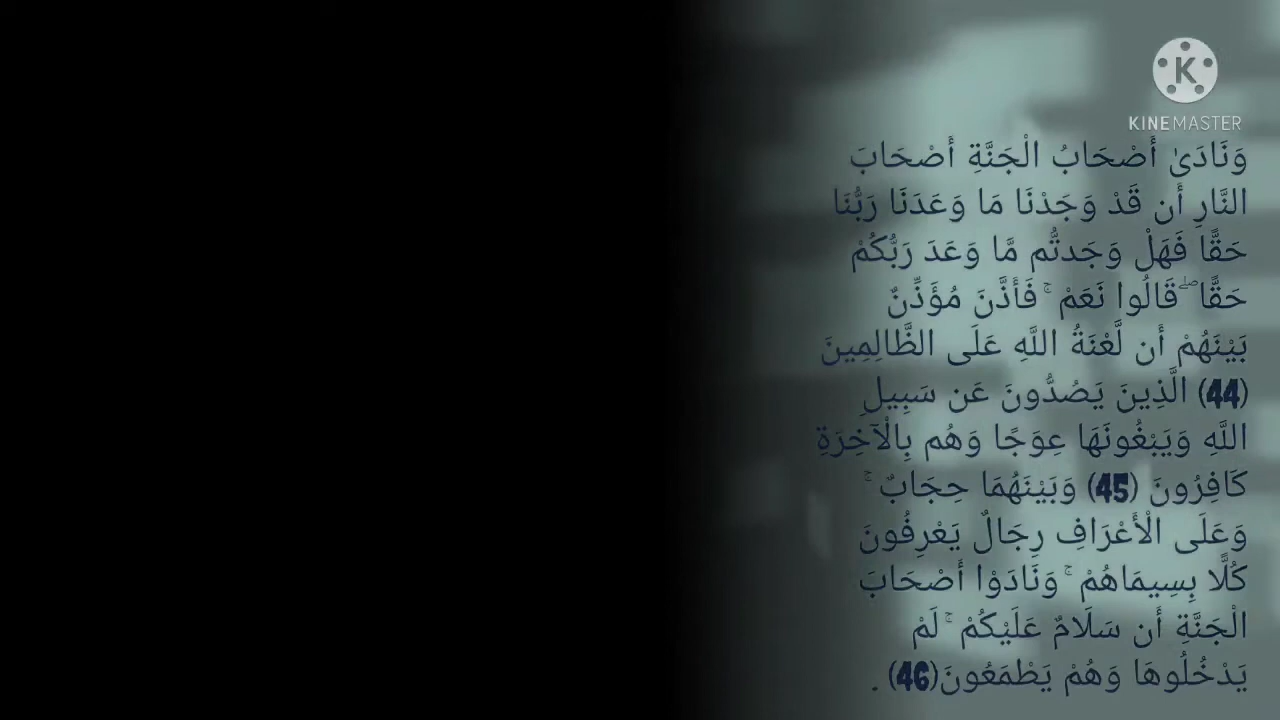 K
KINEMASTER
وَنَادَىٰ أَصْحَابُ الْجَنَّةِ أَصْحَابَ
النَّارِ أَن قَدْ وَجَدْنَا مَا وَعَدَنَا رَبُّنَا
حَقًّا فَهَلْ وَجَدتُّم مَّا وَعَدَ رَبُّكُمْ
حَقًّا ۖ قَالُوا نَعَمْ ۚ فَأَذَّنَ مُؤَذِّنٌ
بَيْنَهُمْ أَن لَّعْنَةُ اللَّهِ عَلَى الظَّالِمِينَ
(44) الَّذِينَ يَصُدُّونَ عَن سَبِيلِ
اللَّهِ وَيَبْغُونَهَا عِوَجًا وَهُم بِالْآخِرَةِ
كَافِرُونَ (45) وَبَيْنَهُمَا حِجَابٌ ۚ
وَعَلَى الْأَعْرَافِ رِجَالٌ يَعْرِفُونَ
كُلًّا بِسِيمَاهُمْ ۚ وَنَادَوْا أَصْحَابَ
الْجَنَّةِ أَن سَلَامٌ عَلَيْكُمْ ۚ لَمْ
يَدْخُلُوهَا وَهُمْ يَطْمَعُونَ(46) .